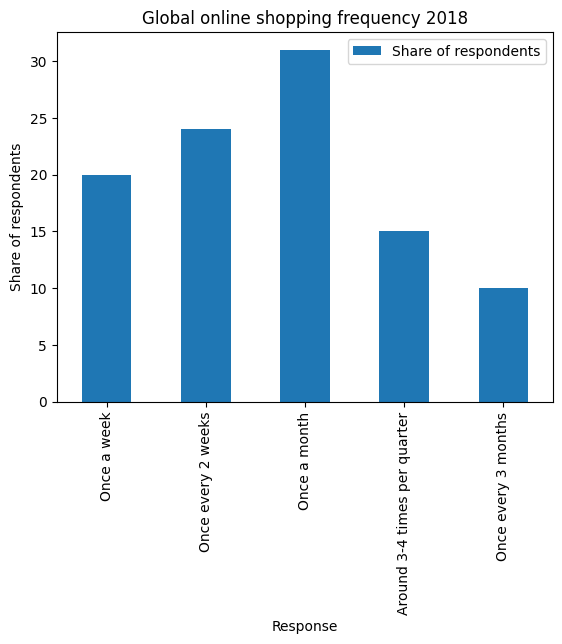 Global online shopping frequency 2018
Share of respondents
Share of respondents
30
25
20
15
10
5
0
Once a week
Once every 2 weeks
Once a month
Around 3-4 times per quarter
Once every 3 months
Response